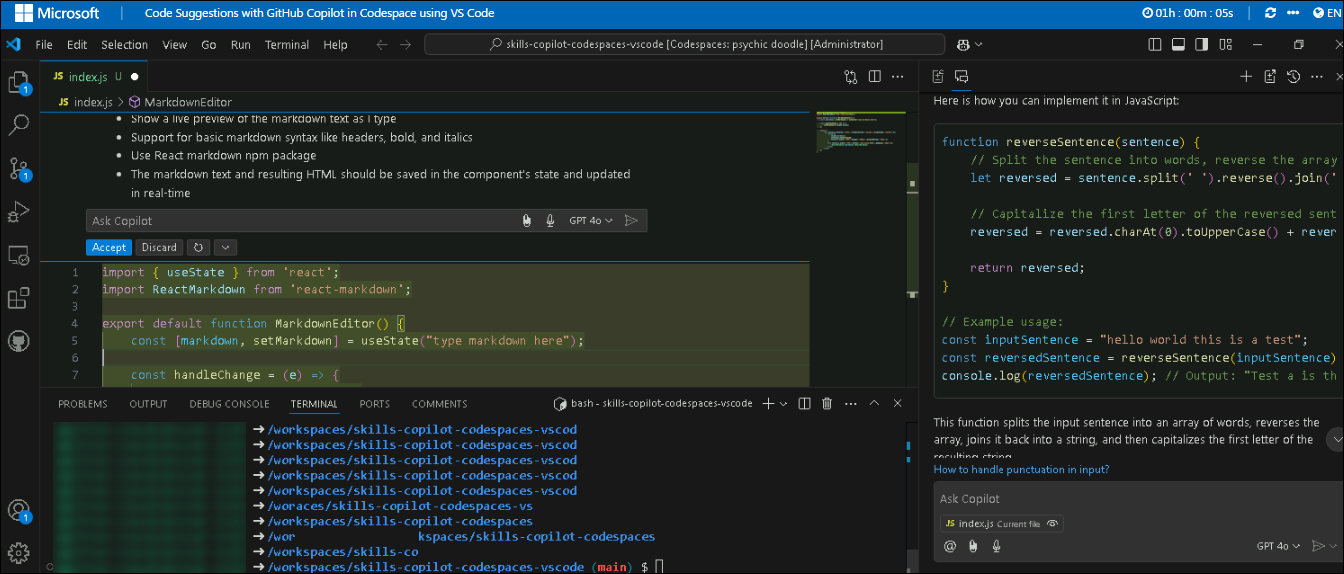 Microsoft Code Suggestions with GitHub Copilot in Codespace using VS Code 01h : 00m : 05s EN
File Edit Selection View Go Run Terminal Help skills-copilot-codespaces-vscode [Codespaces: psychic doodle] [Administrator]
JS index.js U
JS index.js > MarkdownEditor
• Show a live preview of the markdown text as I type
• Support for basic markdown syntax like headers, bold, and italics
• Use React markdown npm package
• The markdown text and resulting HTML should be saved in the component's state and updated
in real-time
Ask Copilot GPT 4o
Accept Discard
1 import { useState } from 'react';
2 import ReactMarkdown from 'react-markdown';
3
4 export default function MarkdownEditor() {
5 const [markdown, setMarkdown] = useState("type markdown here");
6
7 const handleChange = (e) => {
PROBLEMS OUTPUT DEBUG CONSOLE TERMINAL PORTS COMMENTS bash - skills-copilot-codespaces-vscode
→ /workspaces/skills-copilot-codespaces-vscod
→ /workspaces/skills-copilot-codespaces-vscod
→ /workspaces/skills-copilot-codespaces-vscod
→ /workspaces/skills-copilot-codespaces-vscod
→ /workspaces/skills-copilot-codespaces-vscod
→ /woraces/skills-copilot-codespaces-vs
→ /workspaces/skills-copilot-codespaces
→ /wor kspaces/skills-copilot-codespaces
→ /workspaces/skills-co
→ /workspaces/skills-copilot-codespaces-vscode (main) $
1
1
1
Here is how you can implement it in JavaScript:
function reverseSentence(sentence) {
// Split the sentence into words, reverse the array
let reversed = sentence.split(' ').reverse().join('
// Capitalize the first letter of the reversed sent
reversed = reversed.charAt(0).toUpperCase() + rever
return reversed;
}
// Example usage:
const inputSentence = "hello world this is a test";
const reversedSentence = reverseSentence(inputSentence)
console.log(reversedSentence); // Output: "Test a is th
This function splits the input sentence into an array of words, reverses the
array, joins it back into a string, and then capitalizes the first letter of the
resulting string
How to handle punctuation in input?
Ask Copilot
JS index.js Current file
@ GPT 4o